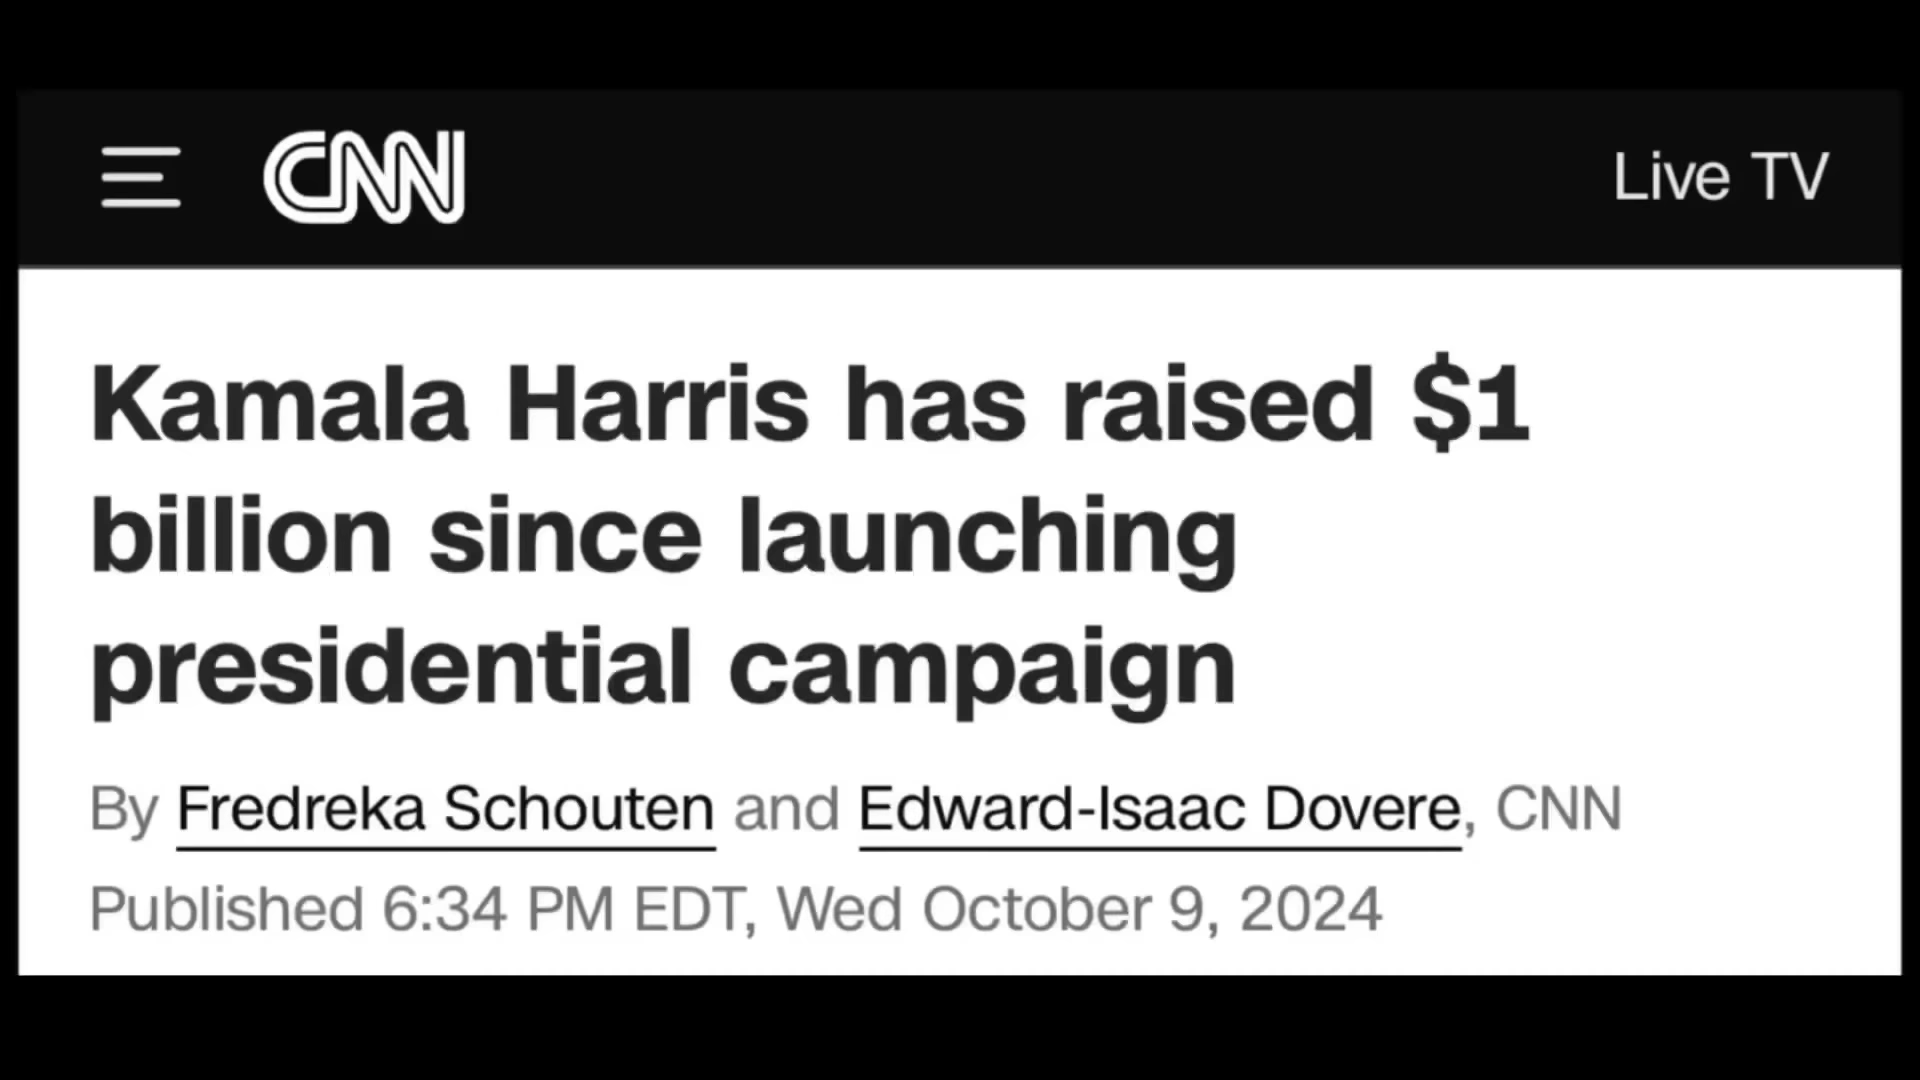 CNN
Live TV
Kamala Harris has raised $1
billion since launching
presidential campaign
By Fredreka Schouten and Edward-Isaac Dovere, CNN
Published 6:34 PM EDT, Wed October 9, 2024